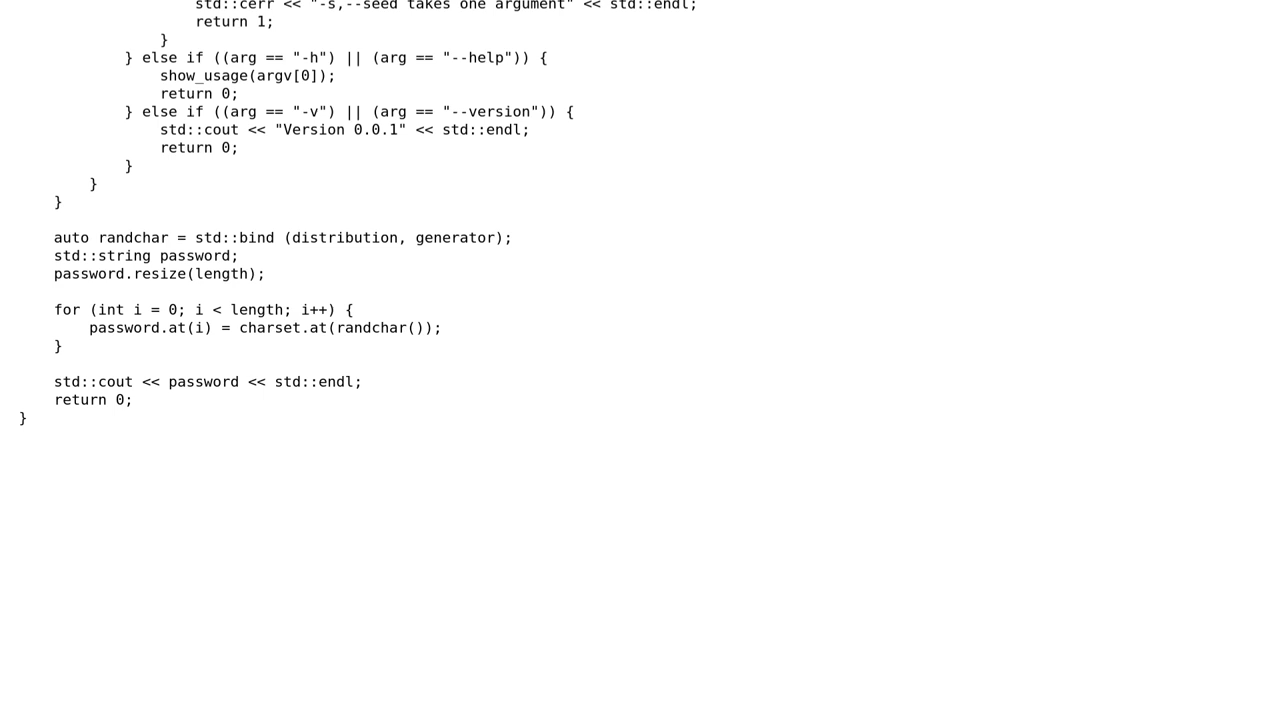 std::cerr << "-s,--seed takes one argument" << std::endl;
return 1;
}
} else if ((arg == "-h") || (arg == "--help")) {
show_usage(argv[0]);
return 0;
} else if ((arg == "-v") || (arg == "--version")) {
std::cout << "Version 0.0.1" << std::endl;
return 0;
}
}
}
auto randchar = std::bind (distribution, generator);
std::string password;
password.resize(length);
for (int i = 0; i < length; i++) {
password.at(i) = charset.at(randchar());
}
std::cout << password << std::endl;
return 0;
}